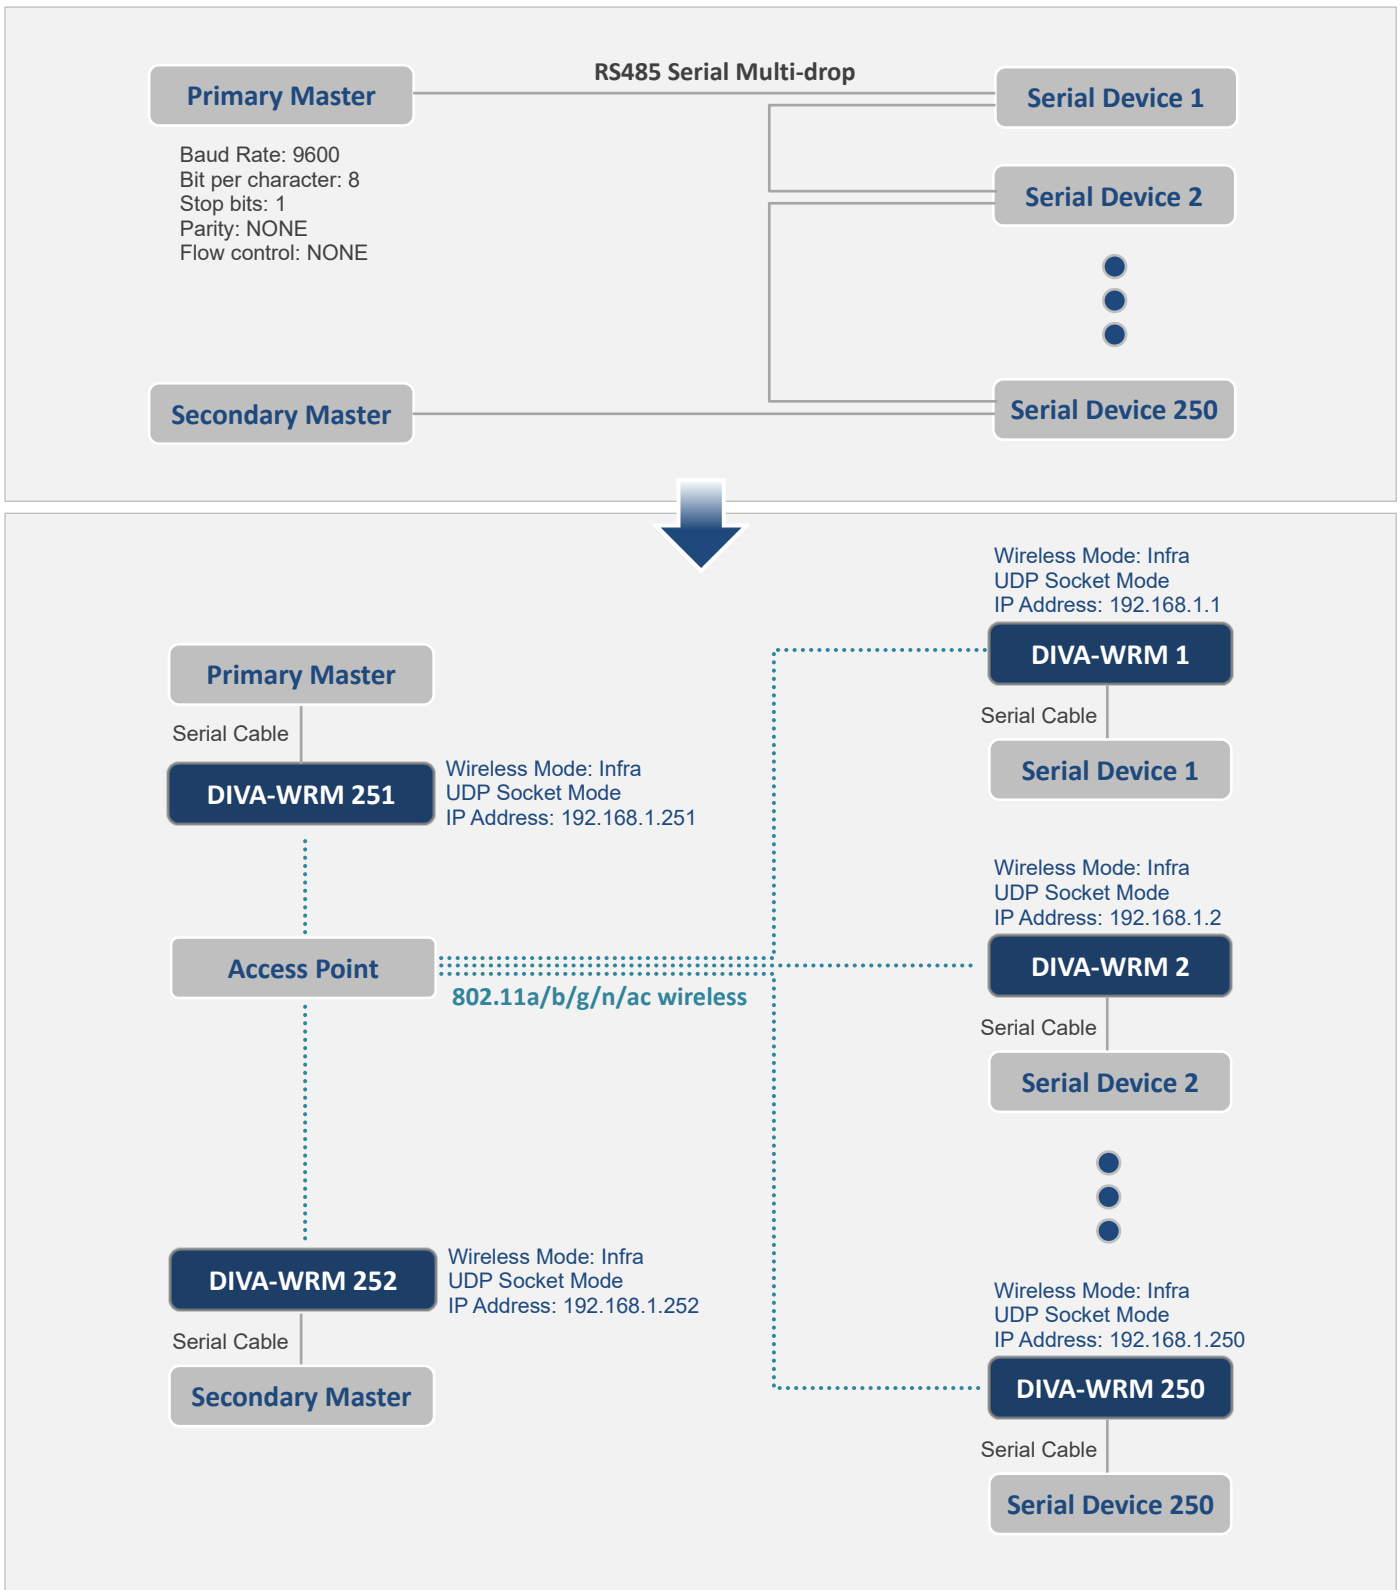 RS485 Serial Multi-drop
Primary Master
Serial Device 1
Baud Rate: 9600
Bit per character: 8
Stop bits: 1
Parity: NONE
Flow control: NONE
Serial Device 2
Secondary Master
Serial Device 250
Wireless Mode: Infra
UDP Socket Mode
IP Address: 192.168.1.1
DIVA-WRM 1
Serial Cable
Serial Device 1
Primary Master
Serial Cable
DIVA-WRM 251
Wireless Mode: Infra
UDP Socket Mode
IP Address: 192.168.1.251
Wireless Mode: Infra
UDP Socket Mode
IP Address: 192.168.1.2
DIVA-WRM 2
Serial Cable
Serial Device 2
Access Point
802.11a/b/g/n/ac wireless
DIVA-WRM 252
Wireless Mode: Infra
UDP Socket Mode
IP Address: 192.168.1.252
Serial Cable
Secondary Master
Wireless Mode: Infra
UDP Socket Mode
IP Address: 192.168.1.250
DIVA-WRM 250
Serial Cable
Serial Device 250